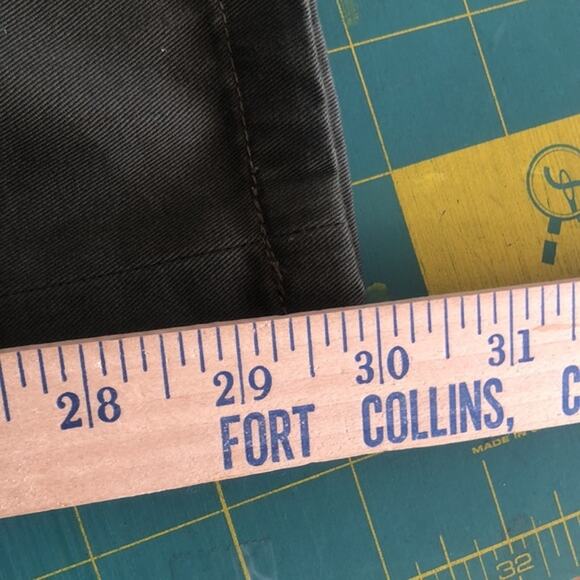 28 29 30 31
FORT COLLINS, C
MADE IN
32